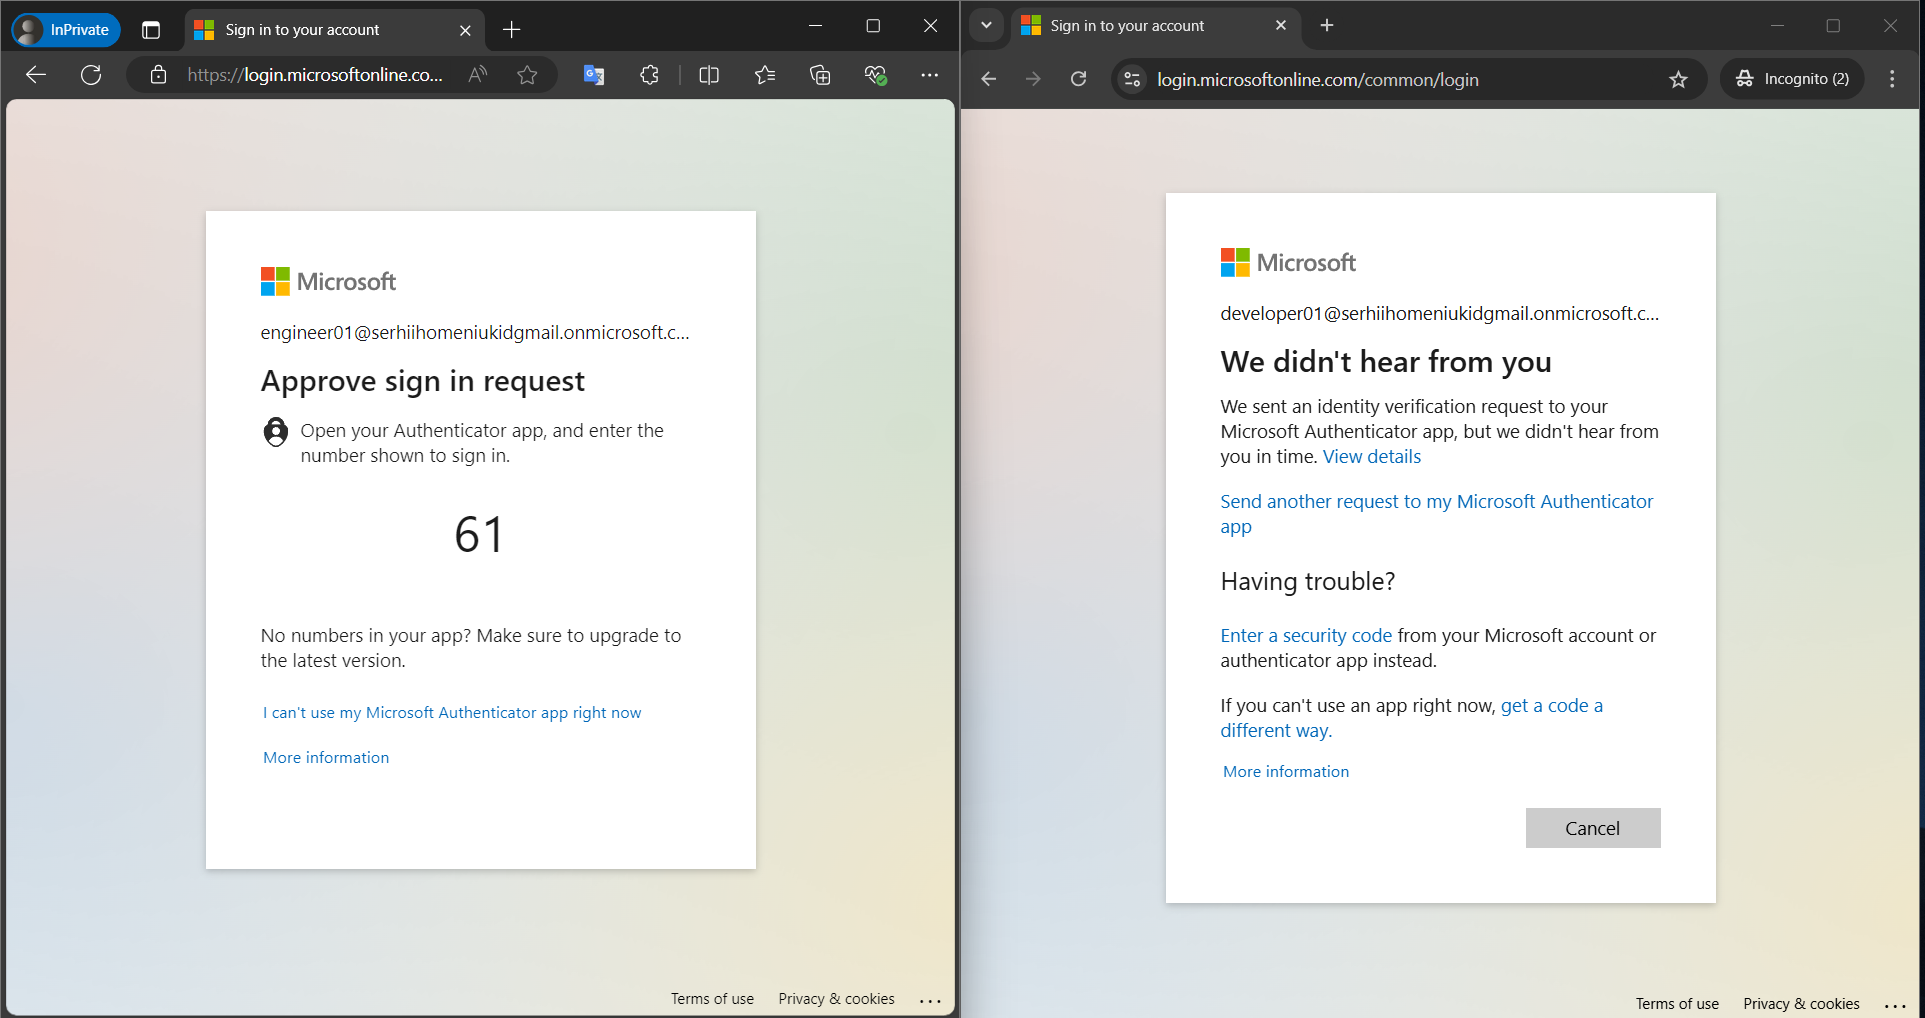 InPrivate
Sign in to your account
https://login.microsoftonline.co...
Microsoft
engineer01@serhiihomeniukidgmail.onmicrosoft.c...
Approve sign in request
Open your Authenticator app, and enter the
number shown to sign in.
61
No numbers in your app? Make sure to upgrade to
the latest version.
I can't use my Microsoft Authenticator app right now
More information
Terms of use
Privacy & cookies
...
Sign in to your account
login.microsoftonline.com/common/login
Incognito (2)
Microsoft
developer01@serhiihomeniukidgmail.onmicrosoft.c...
We didn't hear from you
We sent an identity verification request to your
Microsoft Authenticator app, but we didn't hear from
you in time. View details
Send another request to my Microsoft Authenticator
app
Having trouble?
Enter a security code from your Microsoft account or
authenticator app instead.
If you can't use an app right now, get a code a
different way.
More information
Cancel
Terms of use
Privacy & cookies
...